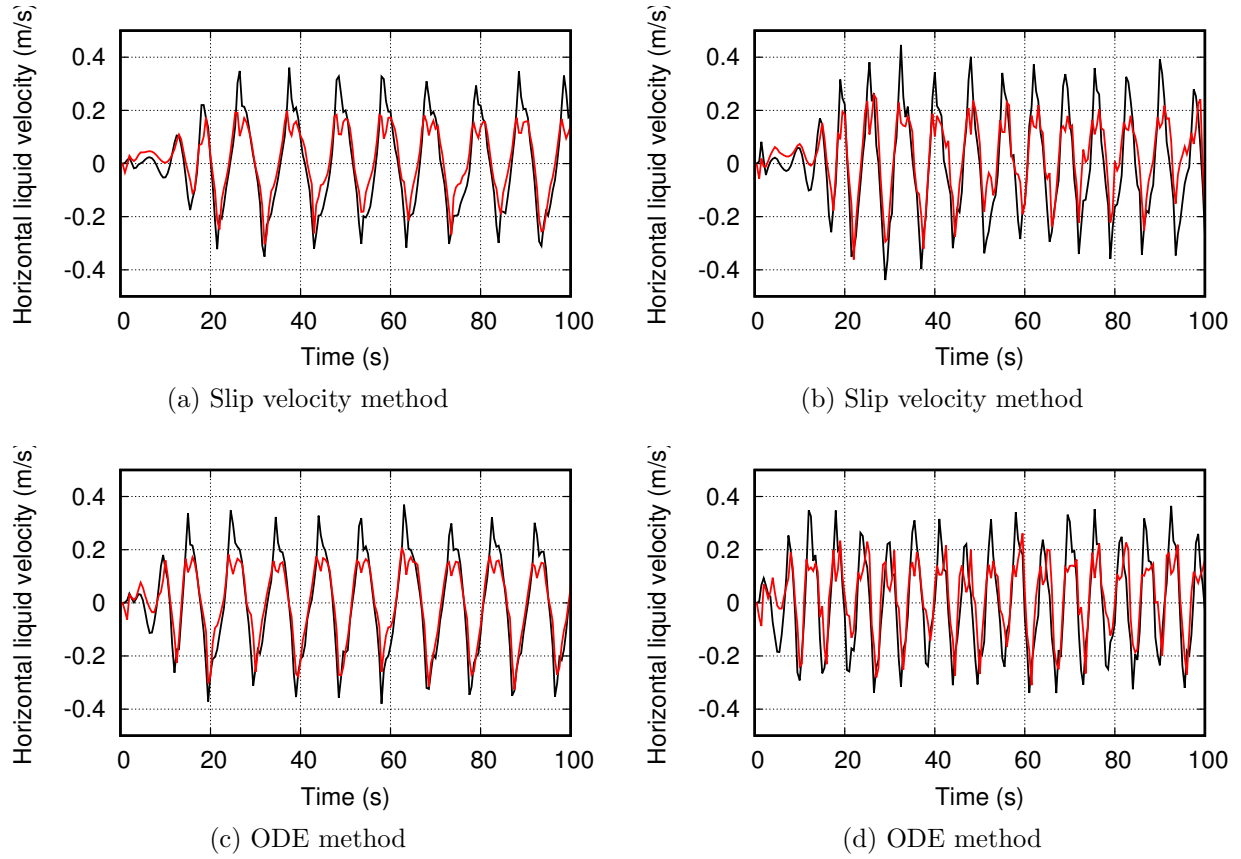 Horizontal liquid velocity (m/s)
0.4
0.2
0
-0.2
-0.4
0 20 40 60 80 100
Time (s)
(a) Slip velocity method
Horizontal liquid velocity (m/s)
0.4
0.2
0
-0.2
-0.4
0 20 40 60 80 100
Time (s)
(b) Slip velocity method
Horizontal liquid velocity (m/s)
0.4
0.2
0
-0.2
-0.4
0 20 40 60 80 100
Time (s)
(c) ODE method
Horizontal liquid velocity (m/s)
0.4
0.2
0
-0.2
-0.4
0 20 40 60 80 100
Time (s)
(d) ODE method